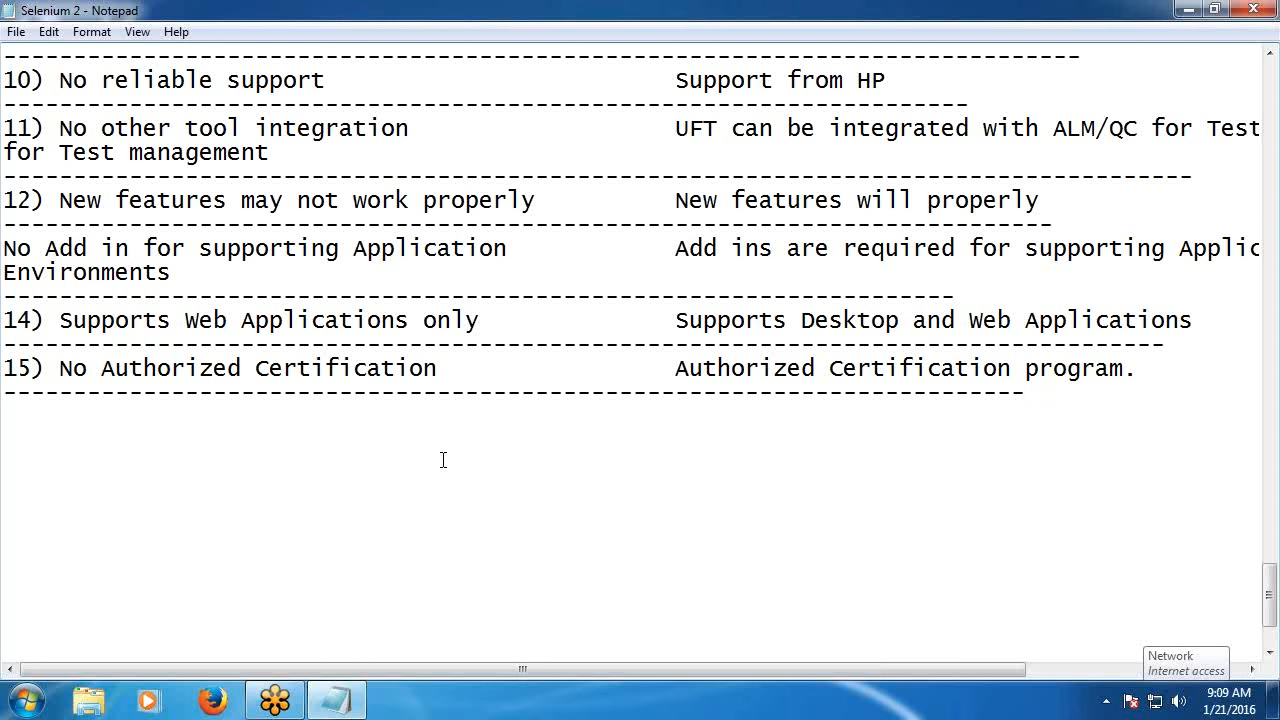 Selenium 2 - Notepad
File Edit Format View Help
-----------------------------------------------------------------------------
10) No reliable support Support from HP
---------------------------------------------------------------------
11) No other tool integration UFT can be integrated with ALM/QC for Test
for Test management
-------------------------------------------------------------------------------------
12) New features may not work properly New features will properly
---------------------------------------------------------------------------
No Add in for supporting Application Add ins are required for supporting Applic
Environments
--------------------------------------------------------------------
14) Supports Web Applications only Supports Desktop and Web Applications
-----------------------------------------------------------------------------------
15) No Authorized Certification Authorized Certification program.
-------------------------------------------------------------------------
Network
Internet access
9:09 AM
1/21/2016